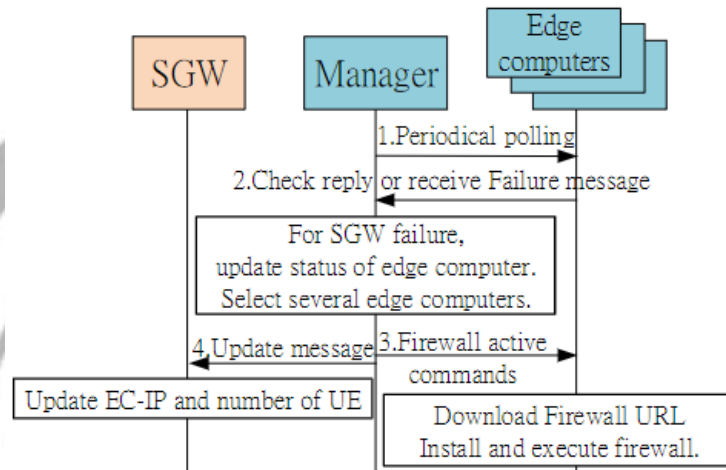 SGW
Manager
Edge
computers
1.Periodical polling
2.Check reply or receive Failure message
For SGW failure,
update status of edge computer.
Select several edge computers.
4.Update message
3.Firewall active
commands
Update EC-IP and number of UE
Download Firewall URL
Install and execute firewall.